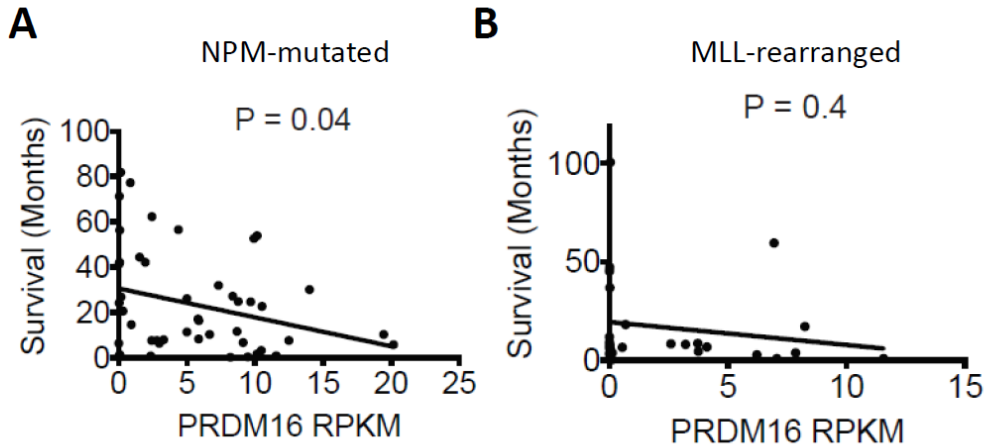 A
NPM-mutated
P = 0.04
Survival (Months)
100
80
60
40
20
0
0 5 10 15 20 25
PRDM16 RPKM
B
MLL-rearranged
P = 0.4
Survival (Months)
100
50
0
0 5 10 15
PRDM16 RPKM